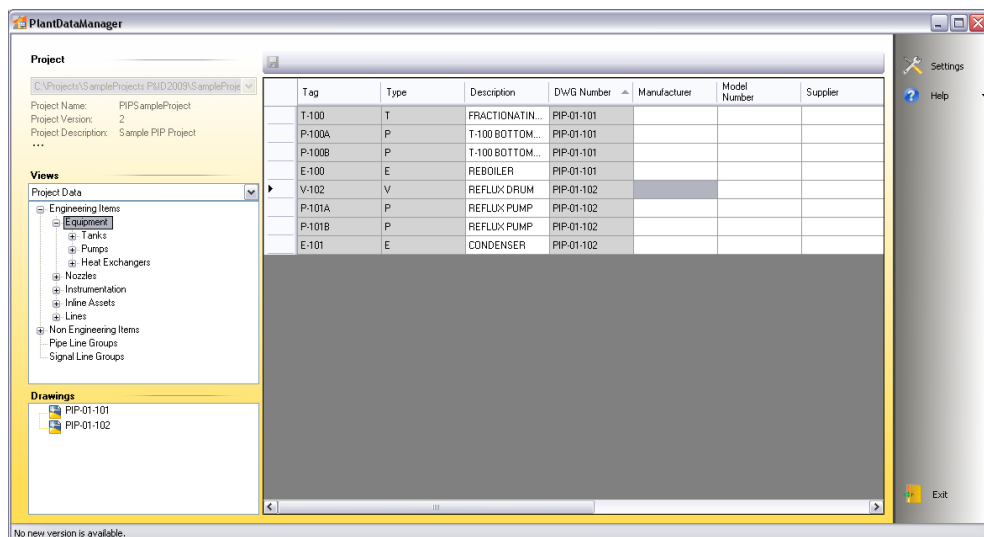 PlantDataManager
Project
C:\Projects\SampleProjects P&ID2009\SampleProje
Project Name: PIPSampleProject
Project Version: 2
Project Description: Sample PIP Project
...
Views
Project Data
Engineering Items
Equipment
Tanks
Pumps
Heat Exchangers
Nozzles
Instrumentation
Inline Assets
Lines
Non Engineering Items
Pipe Line Groups
Signal Line Groups
Drawings
PIP-01-101
PIP-01-102
Tag Type Description DWG Number Manufacturer Model Number Supplier
T-100 T FRACTIONATIN... PIP-01-101
P-100A P T-100 BOTTOM... PIP-01-101
P-100B P T-100 BOTTOM... PIP-01-101
E-100 E REBOILER PIP-01-101
V-102 V REFLUX DRUM PIP-01-102
P-101A P REFLUX PUMP PIP-01-102
P-101B P REFLUX PUMP PIP-01-102
E-101 E CONDENSER PIP-01-102
Settings
Help
Exit
No new version is available.